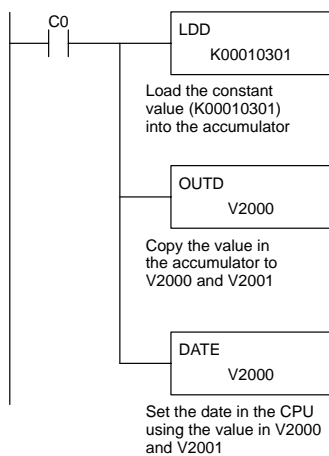 C0
LDD
K00010301
Load the constant
value (K00010301)
into the accumulator
OUTD
V2000
Copy the value in
the accumulator to
V2000 and V2001
DATE
V2000
Set the date in the CPU
using the value in V2000
and V2001